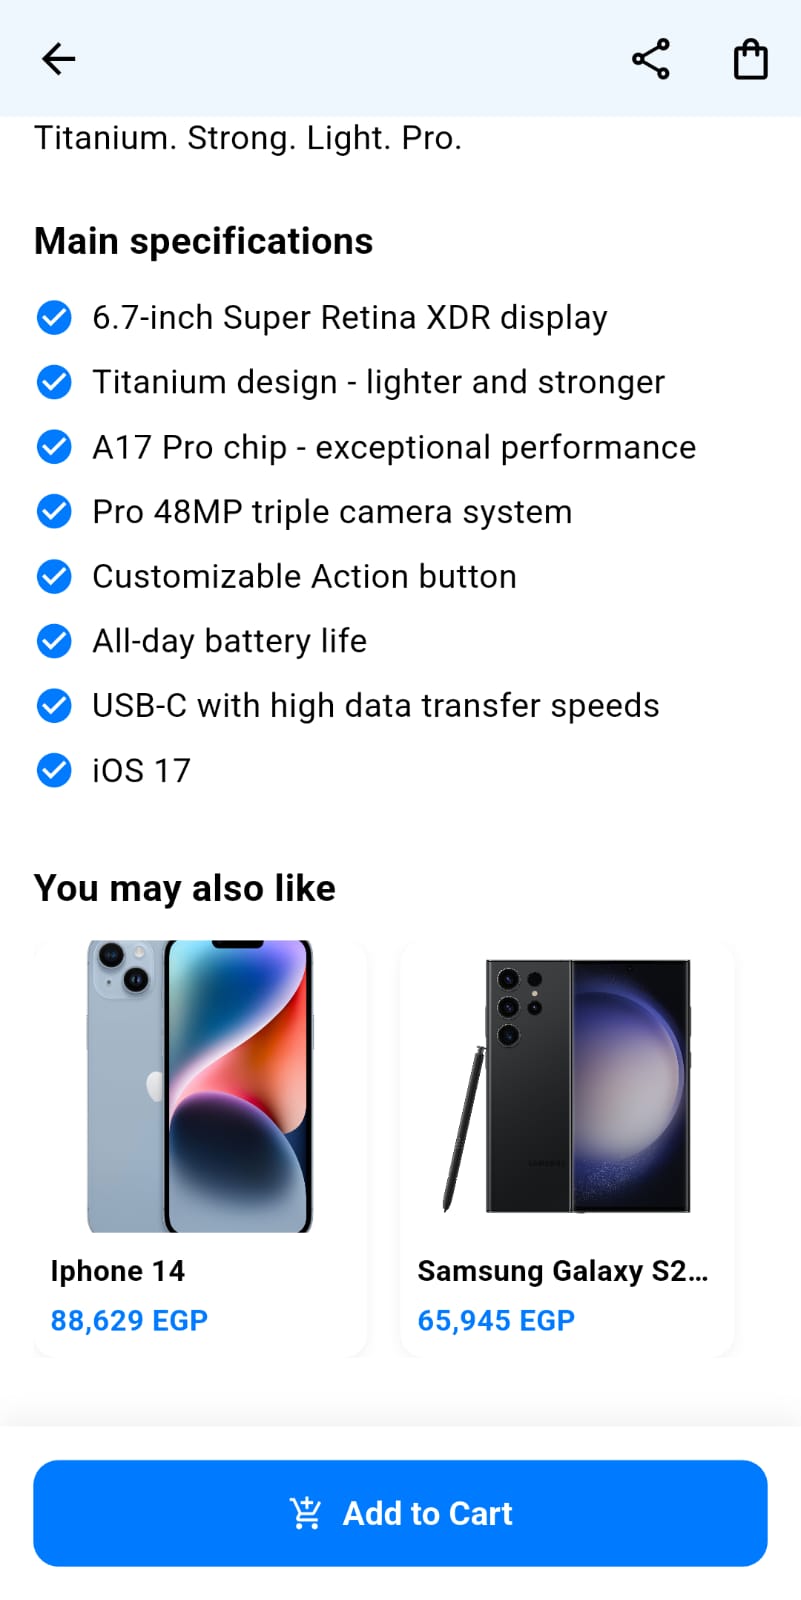 Titanium. Strong. Light. Pro.
Main specifications
6.7-inch Super Retina XDR display
Titanium design - lighter and stronger
A17 Pro chip - exceptional performance
Pro 48MP triple camera system
Customizable Action button
All-day battery life
USB-C with high data transfer speeds
iOS 17
You may also like
Iphone 14
88,629 EGP
Samsung Galaxy S2...
65,945 EGP
Add to Cart